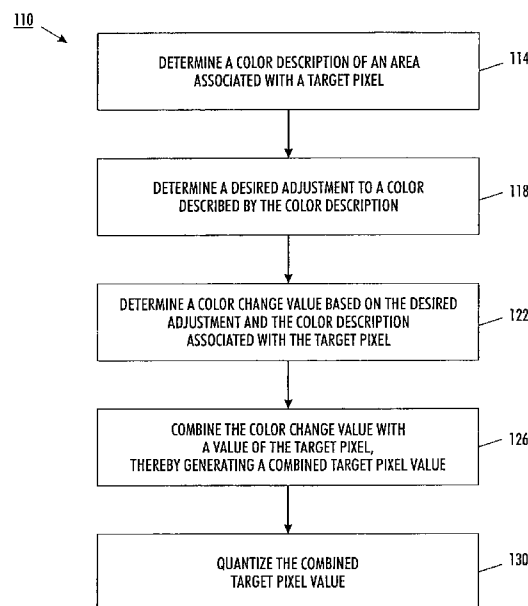 110
DETERMINE A COLOR DESCRIPTION OF AN AREA
ASSOCIATED WITH A TARGET PIXEL
114
DETERMINE A DESIRED ADJUSTMENT TO A COLOR
DESCRIBED BY THE COLOR DESCRIPTION
118
DETERMINE A COLOR CHANGE VALUE BASED ON THE DESIRED
ADJUSTMENT AND THE COLOR DESCRIPTION
ASSOCIATED WITH THE TARGET PIXEL
122
COMBINE THE COLOR CHANGE VALUE WITH
A VALUE OF THE TARGET PIXEL,
THEREBY GENERATING A COMBINED TARGET PIXEL VALUE
126
QUANTIZE THE COMBINED
TARGET PIXEL VALUE
130